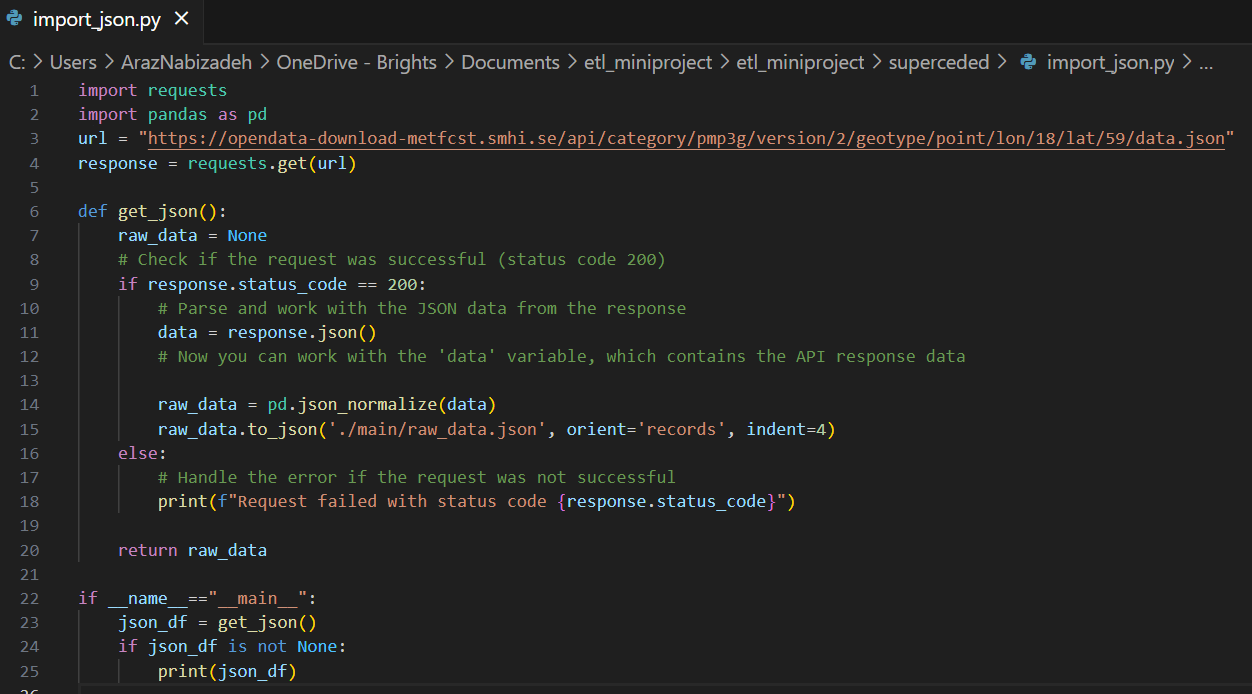 import_json.py ×
C: > Users > ArazNabizadeh > OneDrive - Brights > Documents > etl_miniproject > etl_miniproject > superceded > import_json.py > ...
1 import requests
2 import pandas as pd
3 url = "https://opendata-download-metfcst.smhi.se/api/category/pmp3g/version/2/geotype/point/lon/18/lat/59/data.json"
4 response = requests.get(url)
5
6 def get_json():
7     raw_data = None
8     # Check if the request was successful (status code 200)
9     if response.status_code == 200:
10         # Parse and work with the JSON data from the response
11         data = response.json()
12         # Now you can work with the 'data' variable, which contains the API response data
13
14         raw_data = pd.json_normalize(data)
15         raw_data.to_json('./main/raw_data.json', orient='records', indent=4)
16     else:
17         # Handle the error if the request was not successful
18         print(f"Request failed with status code {response.status_code}")
19
20     return raw_data
21
22 if __name__=="__main__":
23     json_df = get_json()
24     if json_df is not None:
25         print(json_df)
26